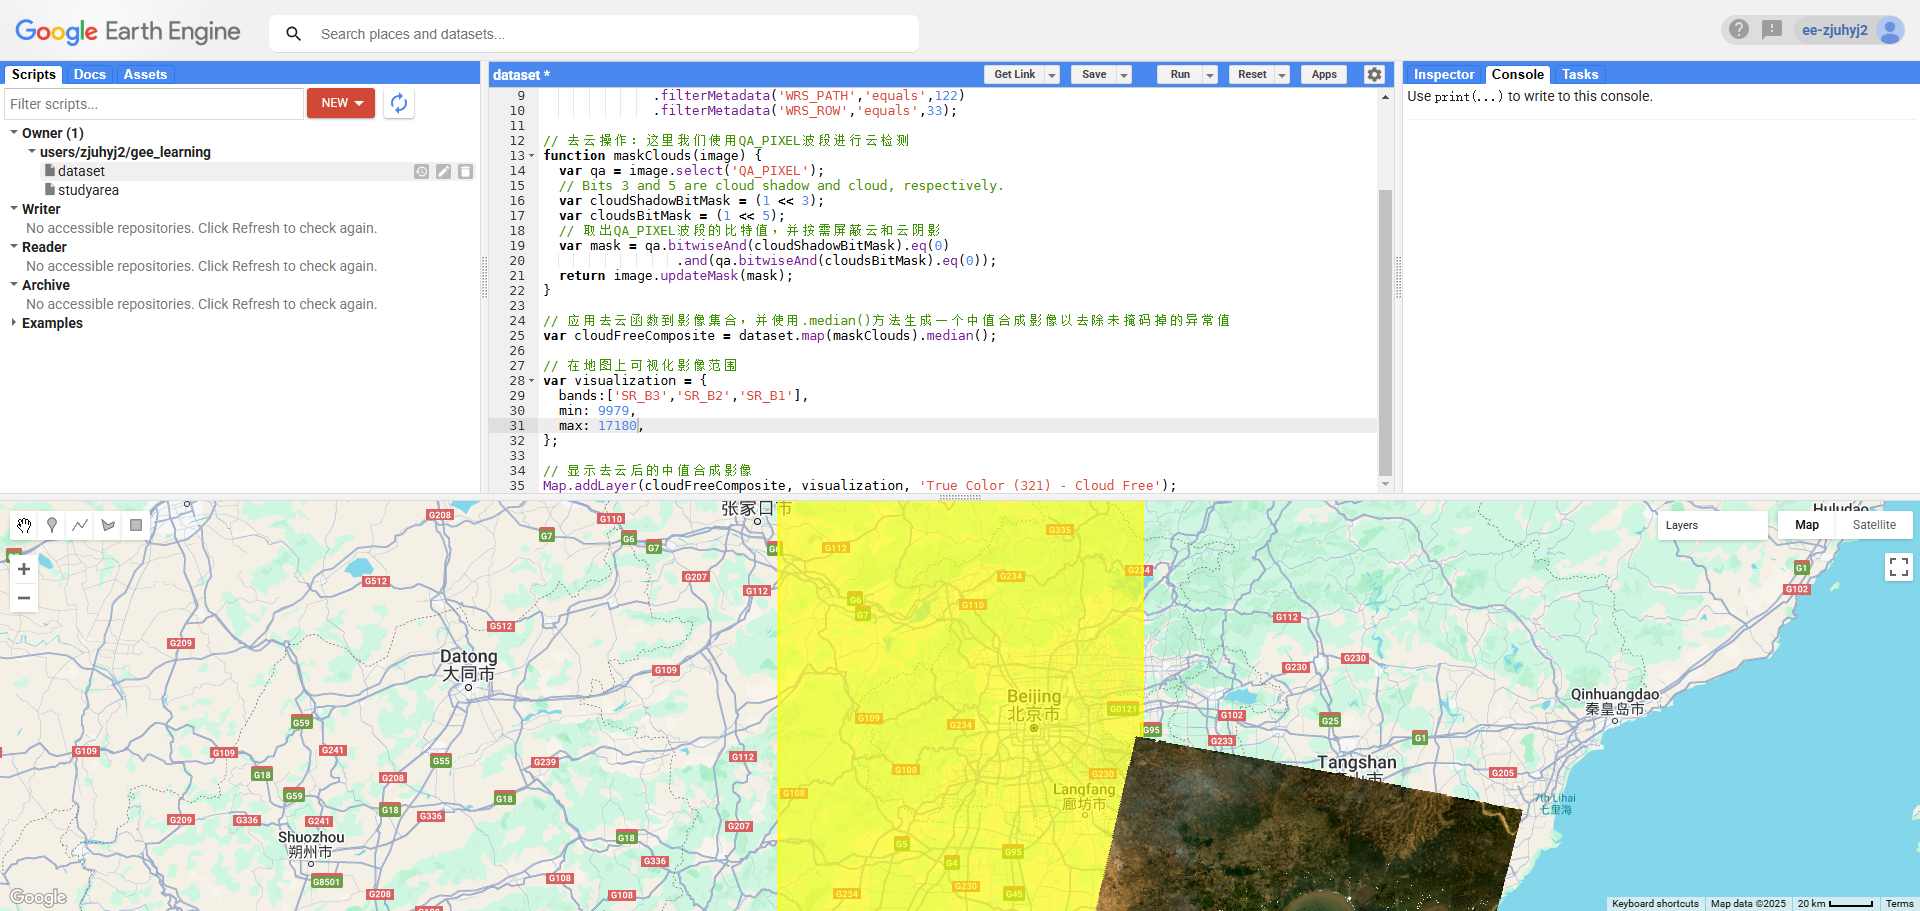 Google Earth Engine
Search places and datasets...
ee-zjuhyj2
Scripts Docs Assets
Filter scripts...
NEW
Owner (1)
users/zjuhyj2/gee_learning
dataset
studyarea
Writer
No accessible repositories. Click Refresh to check again.
Reader
No accessible repositories. Click Refresh to check again.
Archive
No accessible repositories. Click Refresh to check again.
Examples
dataset *
Get Link Save Run Reset Apps
9 .filterMetadata('WRS_PATH','equals',122)
10 .filterMetadata('WRS_ROW','equals',33);
11
12 // 去云操作：这里我们使用QA_PIXEL波段进行云检测
13 function maskClouds(image) {
14 var qa = image.select('QA_PIXEL');
15 // Bits 3 and 5 are cloud shadow and cloud, respectively.
16 var cloudShadowBitMask = (1 << 3);
17 var cloudsBitMask = (1 << 5);
18 // 取出QA_PIXEL波段的比特值，并按需屏蔽云和云阴影
19 var mask = qa.bitwiseAnd(cloudShadowBitMask).eq(0)
20 .and(qa.bitwiseAnd(cloudsBitMask).eq(0));
21 return image.updateMask(mask);
22 }
23
24 // 应用去云函数到影像集合，并使用.median()方法生成一个中值合成影像以去除未掩码掉的异常值
25 var cloudFreeComposite = dataset.map(maskClouds).median();
26
27 // 在地图上可视化影像范围
28 var visualization = {
29 bands:['SR_B3','SR_B2','SR_B1'],
30 min: 9979,
31 max: 17180,
32 };
33
34 // 显示去云后的中值合成影像
35 Map.addLayer(cloudFreeComposite, visualization, 'True Color (321) - Cloud Free');
Inspector Console Tasks
Use print(...) to write to this console.
Layers
Map Satellite
张家口市
Huludao
G208
G110
G7
G6
G7
G112
G335
G234
G234
G1
G102
G512
G207
G112
G6
G7
G110
G112
G512
G209
Datong
大同市
G109
G230
G230
Beijing
北京市
Qinhuangdao
秦皇岛市
G59
G109
G234
G0121
G95
G102
G233
G25
G1
G109
G109
G241
G18
G55
G208
G239
G112
G108
G230
Tangshan
G205
7th Lihai
七里海
Langfang
廊坊市
G59
G18
G18
G108
G209
G336
G241
G336
G207
G18
Shuozhou
朔州市
G336
G5
G4
G95
G8501
G208
G108
G108
G234
G230
G45
Google
Keyboard shortcuts Map data ©2025 20 km Terms